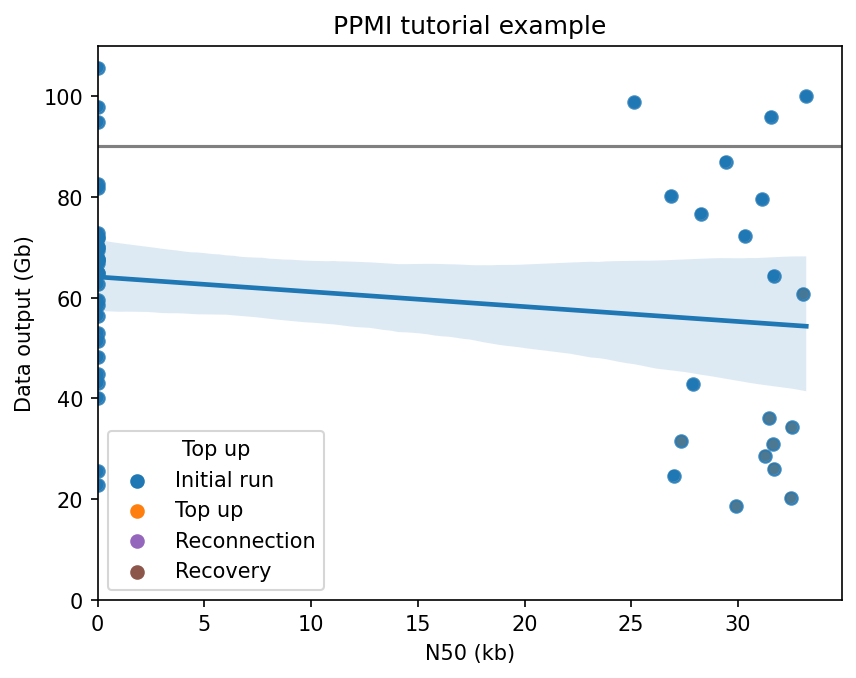 PPMI tutorial example
Data output (Gb)
100
80
60
40
20
0
Top up
Initial run
Top up
Reconnection
Recovery
0 5 10 15 20 25 30
N50 (kb)